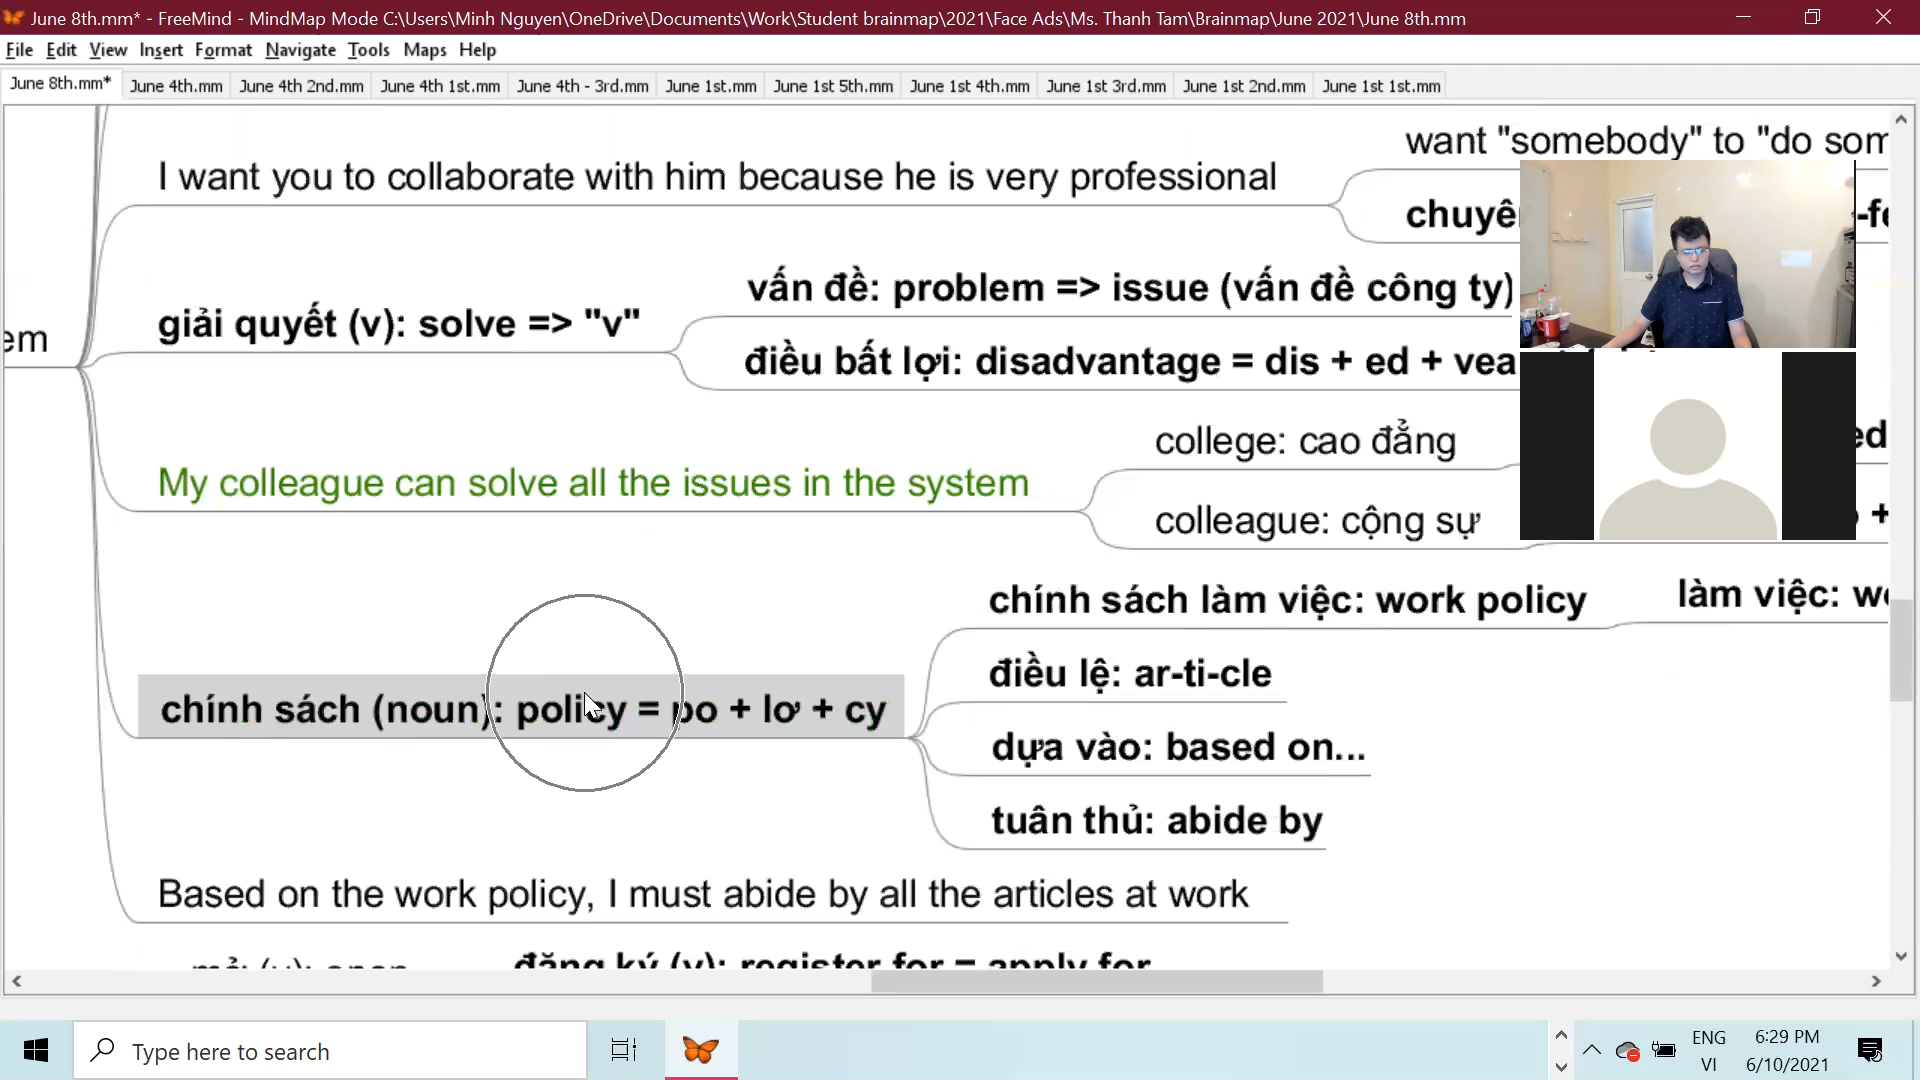 June 8th.mm* - FreeMind - MindMap Mode C:\Users\Minh Nguyen\OneDrive\Documents\Work\Student brainmap\2021\Face Ads\Ms. Thanh Tam\Brainmap\June 2021\June 8th.mm
File Edit View Insert Format Navigate Tools Maps Help
June 8th.mm* June 4th.mm June 4th 2nd.mm June 4th 1st.mm June 4th - 3rd.mm June 1st.mm June 1st 5th.mm June 1st 4th.mm June 1st 3rd.mm June 1st 2nd.mm June 1st 1st.mm
want "somebody" to "do som
I want you to collaborate with him because he is very professional
chuyê
vấn đề: problem => issue (vấn đề công ty)
giải quyết (v): solve => "v"
em
điều bất lợi: disadvantage = dis + ed + vea
college: cao đẳng
ed
My colleague can solve all the issues in the system
colleague: cộng sự
+
chính sách làm việc: work policy
làm việc: w
điều lệ: ar-ti-cle
chính sách (noun): policy = po + lơ + cy
dựa vào: based on...
tuân thủ: abide by
Based on the work policy, I must abide by all the articles at work
mở (v): open
đăng ký (v): register for = apply for
Type here to search
ENG
VI
6:29 PM
6/10/2021